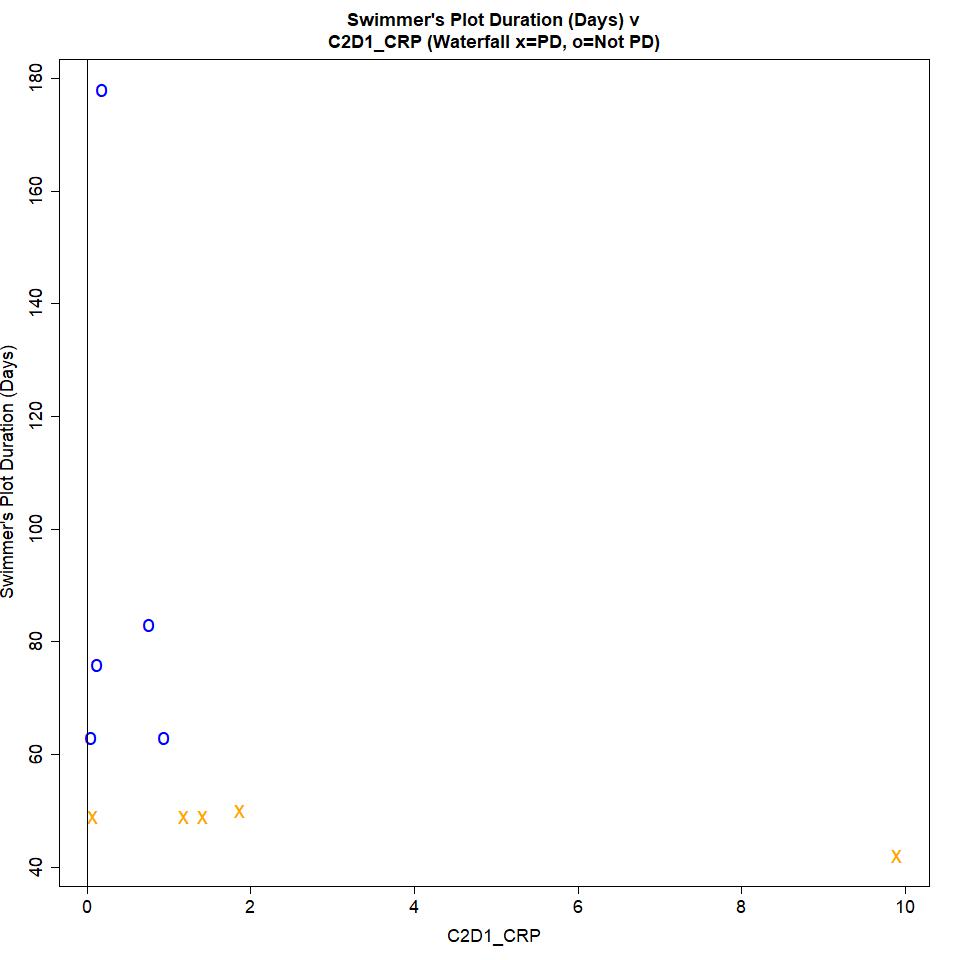 Swimmer's Plot Duration (Days) v
C2D1_CRP (Waterfall x=PD, o=Not PD)
Swimmer's Plot Duration (Days)
180
160
140
120
100
80
60
40
O
O
O
O
O
X
X
X
X
X
0
2
4
6
8
10
C2D1_CRP